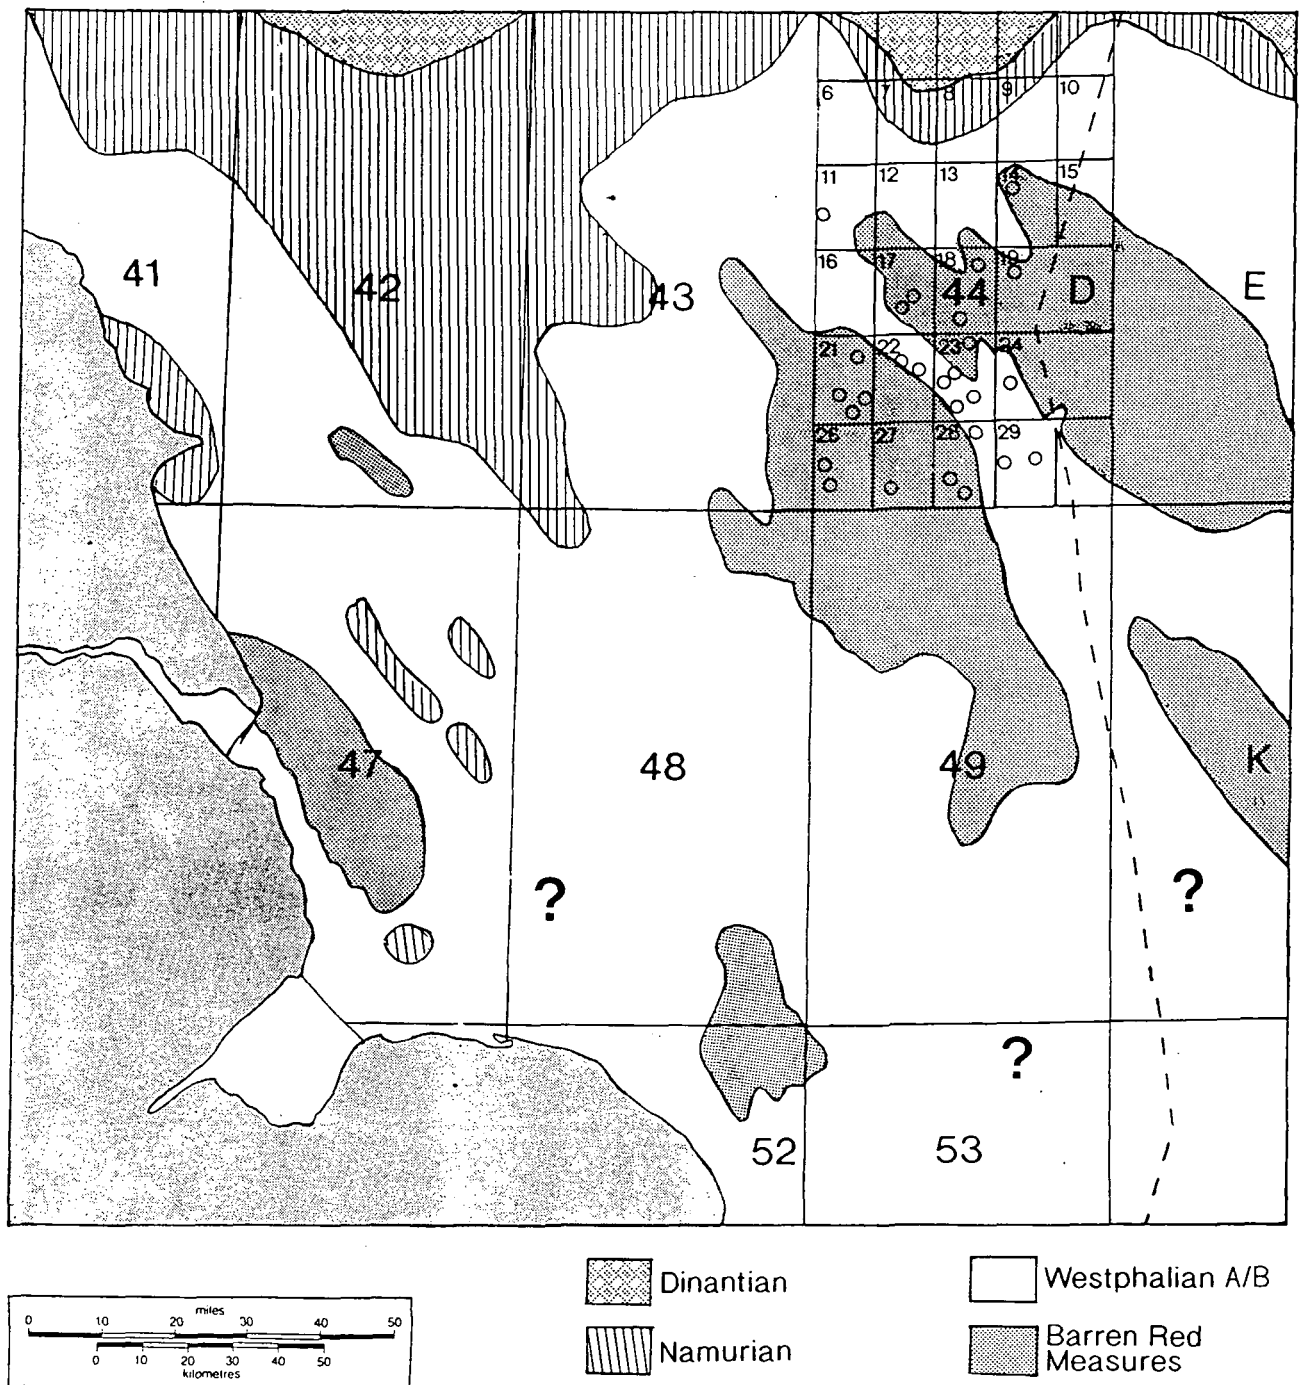 6 7 8 9 10
11 12 13 14 15
41 42 43 16 17 18 19 44 D E
21 22 23 24
26 27 28 29
47 48 49 K
? ?
?
52 53
Dinantian
Westphalian A/B
Namurian
Barren Red
Measures
miles
0 10 20 30 40 50
0 10 20 30 40 50
kilometres